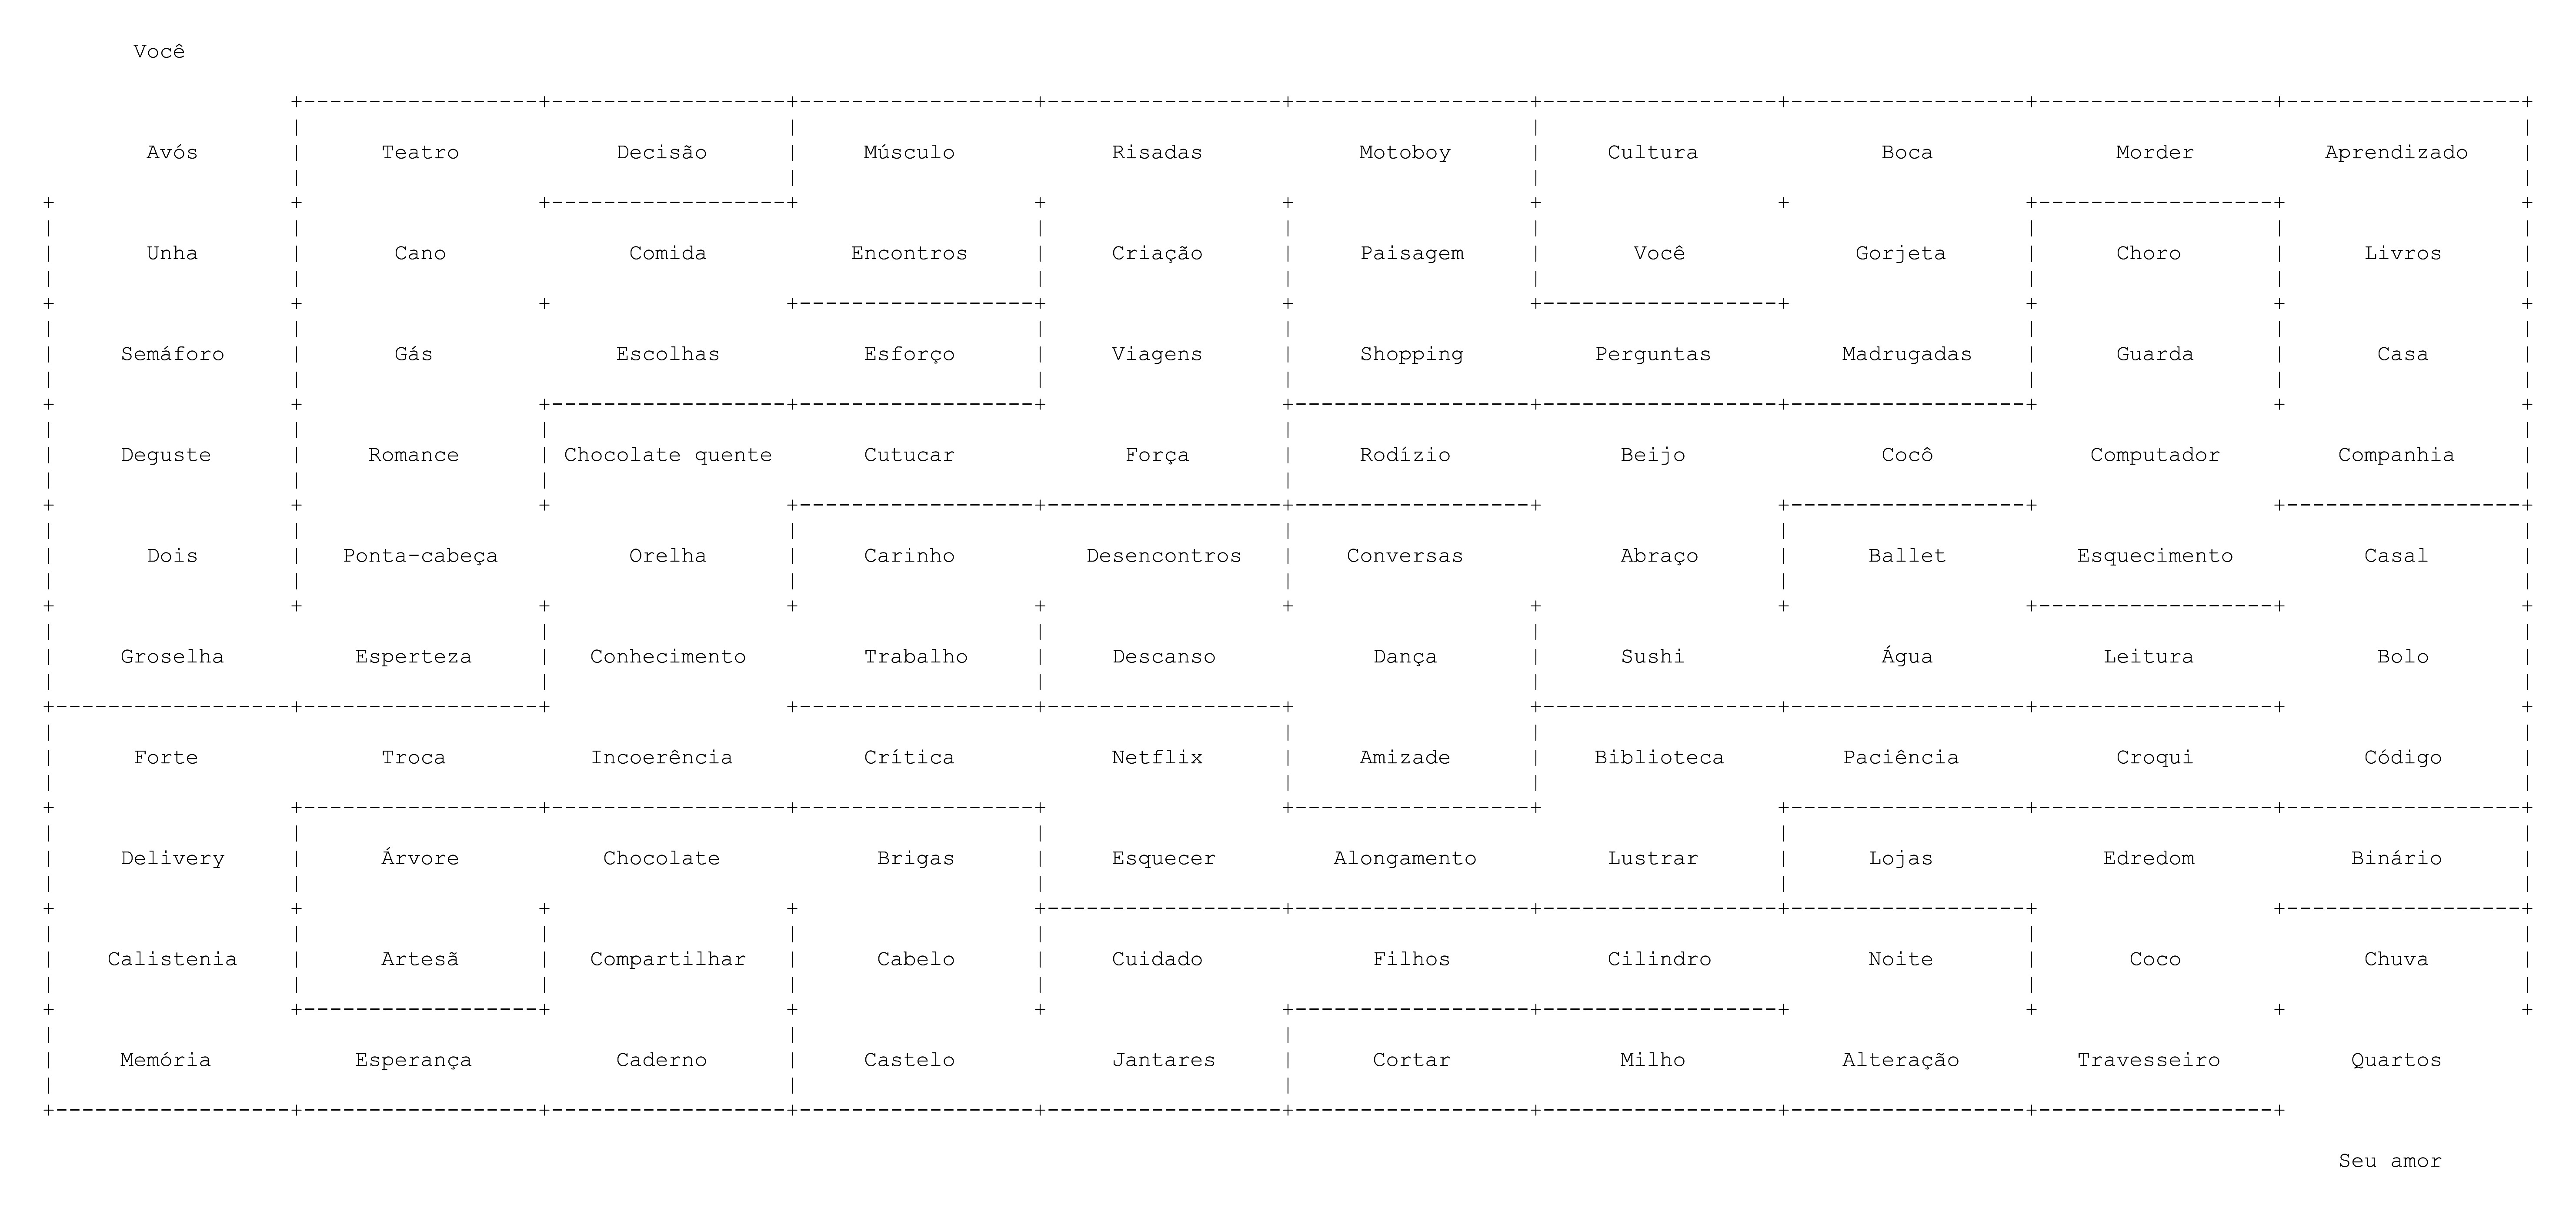 Você
Avós Teatro Decisão Músculo Risadas Motoboy Cultura Boca Morder Aprendizado
Unha Cano Comida Encontros Criação Paisagem Você Gorjeta Choro Livros
Semáforo Gás Escolhas Esforço Viagens Shopping Perguntas Madrugadas Guarda Casa
Deguste Romance Chocolate quente Cutucar Força Rodízio Beijo Cocô Computador Companhia
Dois Ponta-cabeça Orelha Carinho Desencontros Conversas Abraço Ballet Esquecimento Casal
Groselha Esperteza Conhecimento Trabalho Descanso Dança Sushi Água Leitura Bolo
Forte Troca Incoerência Crítica Netflix Amizade Biblioteca Paciência Croqui Código
Delivery Árvore Chocolate Brigas Esquecer Alongamento Lustrar Lojas Edredom Binário
Calistenia Artesã Compartilhar Cabelo Cuidado Filhos Cilindro Noite Coco Chuva
Memória Esperança Caderno Castelo Jantares Cortar Milho Alteração Travesseiro Quartos
Seu amor